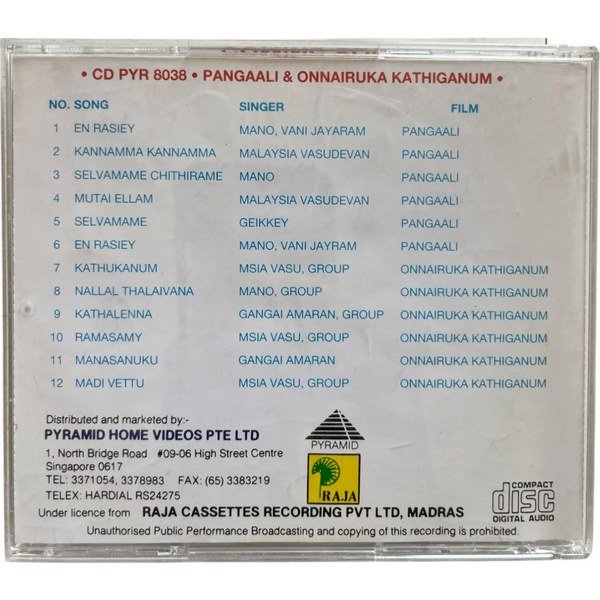 • CD PYR 8038 • PANGAALI & ONNAIRUKA KATHIGANUM •
NO. SONG SINGER FILM
1 EN RASIEY MANO, VANI JAYARAM PANGAALI
2 KANNAMMA KANNAMMA MALAYSIA VASUDEVAN PANGAALI
3 SELVAMAME CHITHIRAME MANO PANGAALI
4 MUTAI ELLAM MALAYSIA VASUDEVAN PANGAALI
5 SELVAMAME GEIKKEY PANGAALI
6 EN RASIEY MANO, VANI JAYRAM PANGAALI
7 KATHUKANUM MSIA VASU, GROUP ONNAIRUKA KATHIGANUM
8 NALLAL THALAIVANA MANO, GROUP ONNAIRUKA KATHIGANUM
9 KATHALENNA GANGAI AMARAN, GROUP ONNAIRUKA KATHIGANUM
10 RAMASAMY MSIA VASU, GROUP ONNAIRUKA KATHIGANUM
11 MANASANUKU GANGAI AMARAN ONNAIRUKA KATHIGANUM
12 MADI VETTU MSIA VASU, GROUP ONNAIRUKA KATHIGANUM
Distributed and marketed by:-
PYRAMID HOME VIDEOS PTE LTD
1, North Bridge Road #09-06 High Street Centre
Singapore 0617
TEL: 3371054, 3378983 FAX: (65) 3383219
TELEX: HARDIAL RS24275
PYRAMID
RAJA
COMPACT
disc
DIGITAL AUDIO
Under licence from RAJA CASSETTES RECORDING PVT LTD, MADRAS
Unauthorised Public Performance Broadcasting and copying of this recording is prohibited.